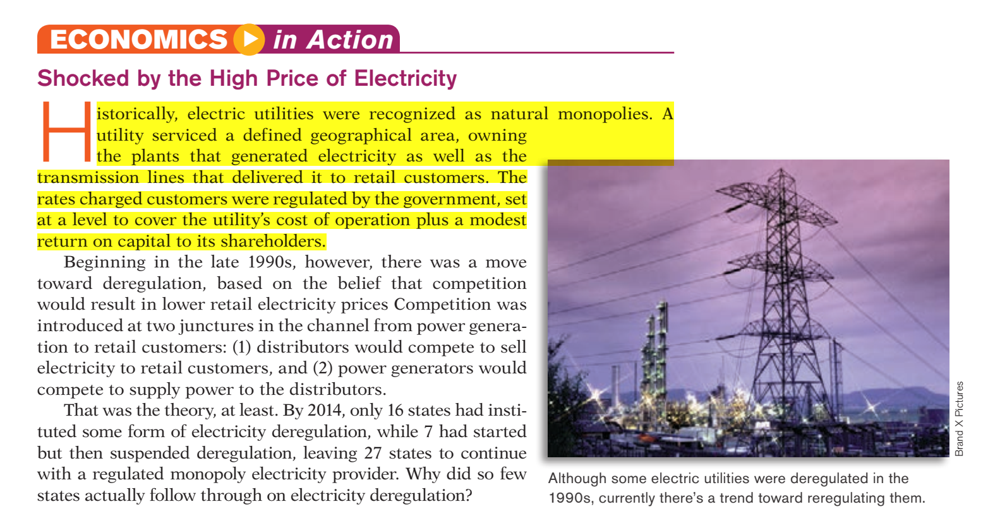 ECONOMICS in Action
Shocked by the High Price of Electricity
Historically, electric utilities were recognized as natural monopolies. A
utility serviced a defined geographical area, owning
the plants that generated electricity as well as the
transmission lines that delivered it to retail customers. The
rates charged customers were regulated by the government, set
at a level to cover the utility’s cost of operation plus a modest
return on capital to its shareholders.
Beginning in the late 1990s, however, there was a move
toward deregulation, based on the belief that competition
would result in lower retail electricity prices Competition was
introduced at two junctures in the channel from power genera-
tion to retail customers: (1) distributors would compete to sell
electricity to retail customers, and (2) power generators would
compete to supply power to the distributors.
That was the theory, at least. By 2014, only 16 states had insti-
tuted some form of electricity deregulation, while 7 had started
but then suspended deregulation, leaving 27 states to continue
with a regulated monopoly electricity provider. Why did so few
states actually follow through on electricity deregulation?
Brand X Pictures
Although some electric utilities were deregulated in the
1990s, currently there’s a trend toward reregulating them.